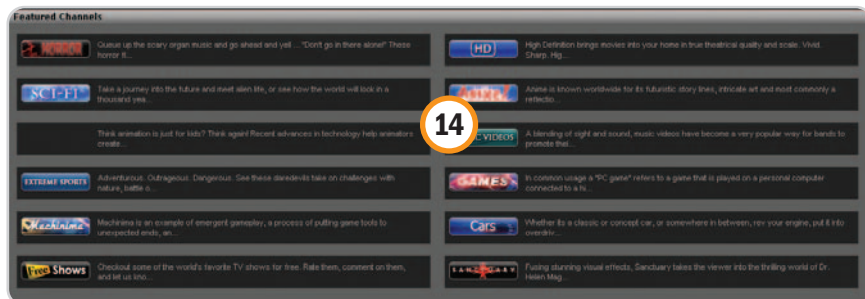 Featured Channels
HORROR
Queue up the scary organ music and go ahead and yell ... "Don't go in there alone!" These
horror fl...
SCI-FI
Take a journey into the future and meet alien life, or see how the world will look in a
thousand yea...
Think animation is just for kids? Think again! Recent advances in technology help animators
create...
EXTREME SPORTS
Adventurous. Outrageous. Dangerous. See these daredevils take on challenges with
nature, battle o...
Machinima
Machinima is an example of emergent gameplay, a process of putting game tools to
unexpected ends, an...
Free Shows
Checkout some of the world's favorite TV shows for free. Rate them, comment on them,
and let us kno...
14
HD
High Definition brings movies into your home in true theatrical quality and scale. Vivid.
Sharp. Hig...
Anime
Anime is known worldwide for its futuristic story lines, intricate art and most commonly a
reflectio...
C VIDEOS
A blending of sight and sound, music videos have become a very popular way for bands to
promote thei...
GAMES
In common usage a "PC game" refers to a game that is played on a personal computer
connected to a hi...
Cars
Whether its a classic or concept car, or somewhere in between, rev your engine, put it into
overdriv...
SANCTUARY
Fusing stunning visual effects, Sanctuary takes the viewer into the thrilling world of Dr.
Helen Mag...